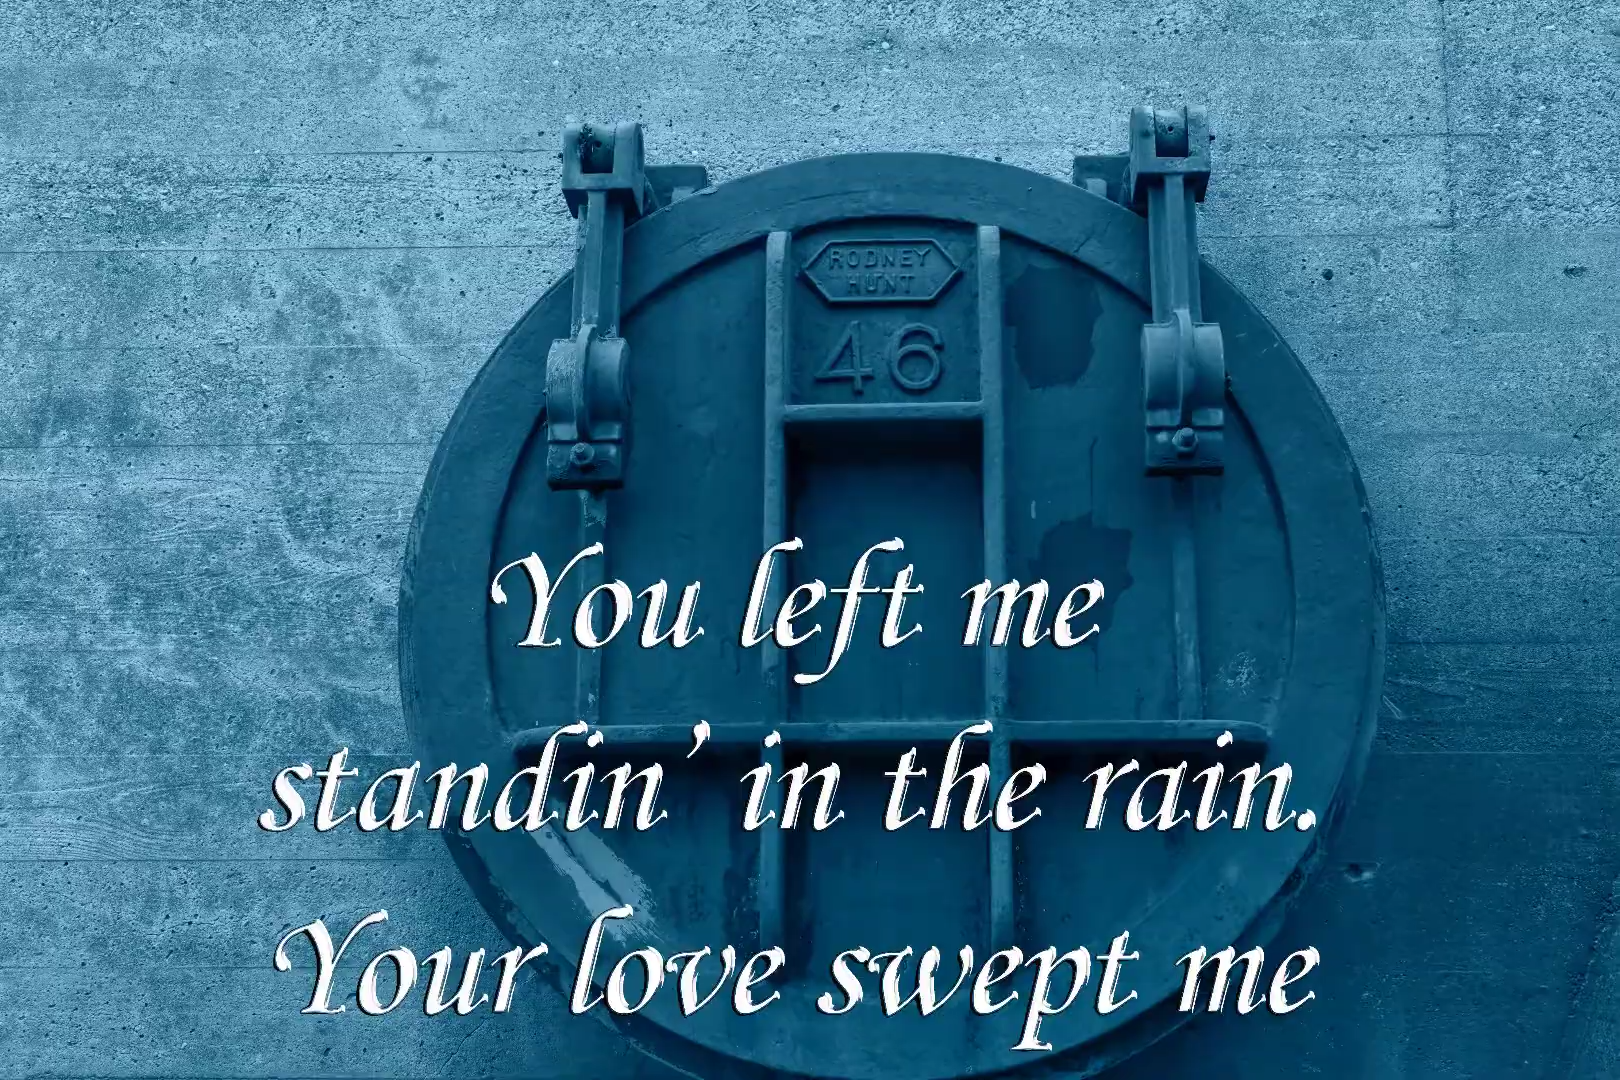 RODNEY
HUNT
46
You left me
standin’ in the rain.
Your love swept me